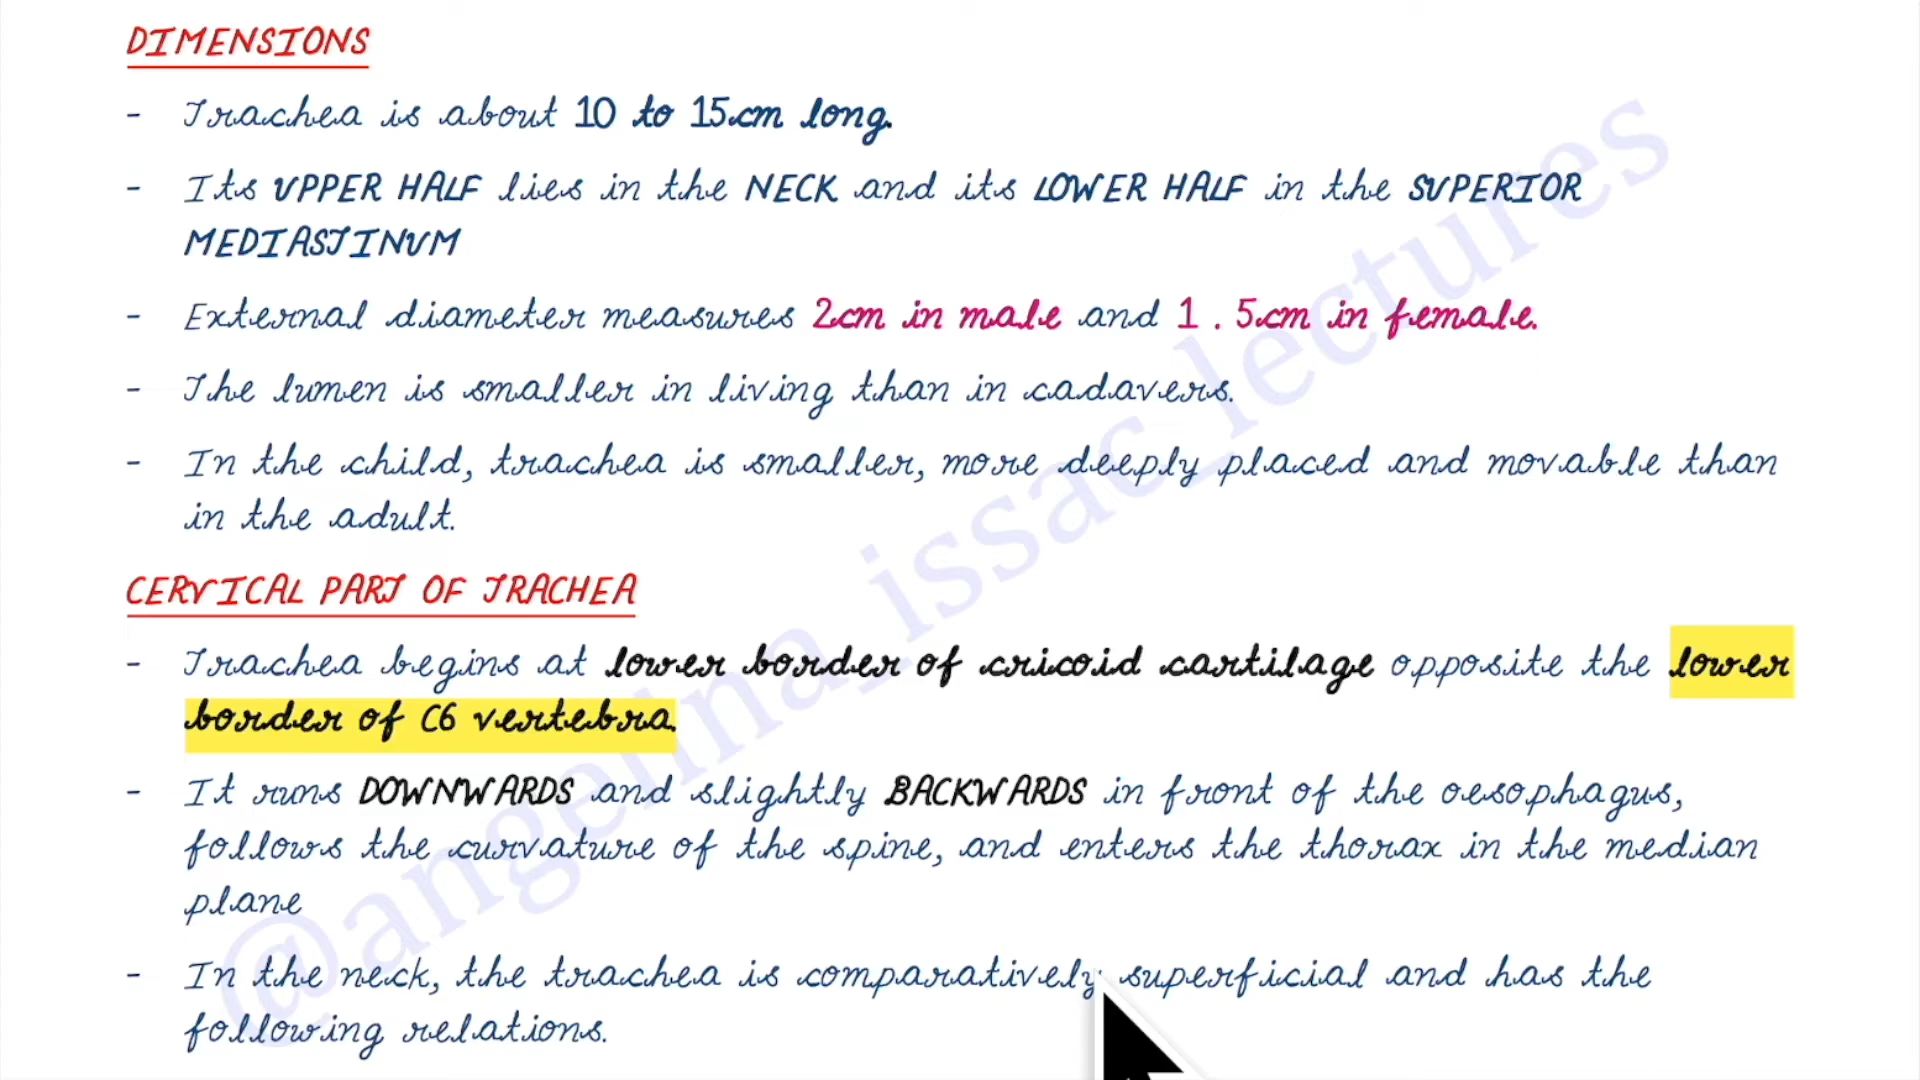 DIMENSIONS
- Trachea is about 10 to 15cm long.
- Its UPPER HALF lies in the NECK and its LOWER HALF in the SUPERIOR
MEDIASTINUM
- External diameter measures 2cm in male and 1 . 5cm in female.
- The lumen is smaller in living than in cadavers.
- In the child, trachea is smaller, more deeply placed and movable than
in the adult.
CERVICAL PART OF TRACHEA
- Trachea begins at lower border of cricoid cartilage opposite the lower
border of C6 vertebra.
- It runs DOWNWARDS and slightly BACKWARDS in front of the oesophagus,
follows the curvature of the spine, and enters the thorax in the median
plane
- In the neck, the trachea is comparatively superficial and has the
following relations.
@angelina_issac_lectures